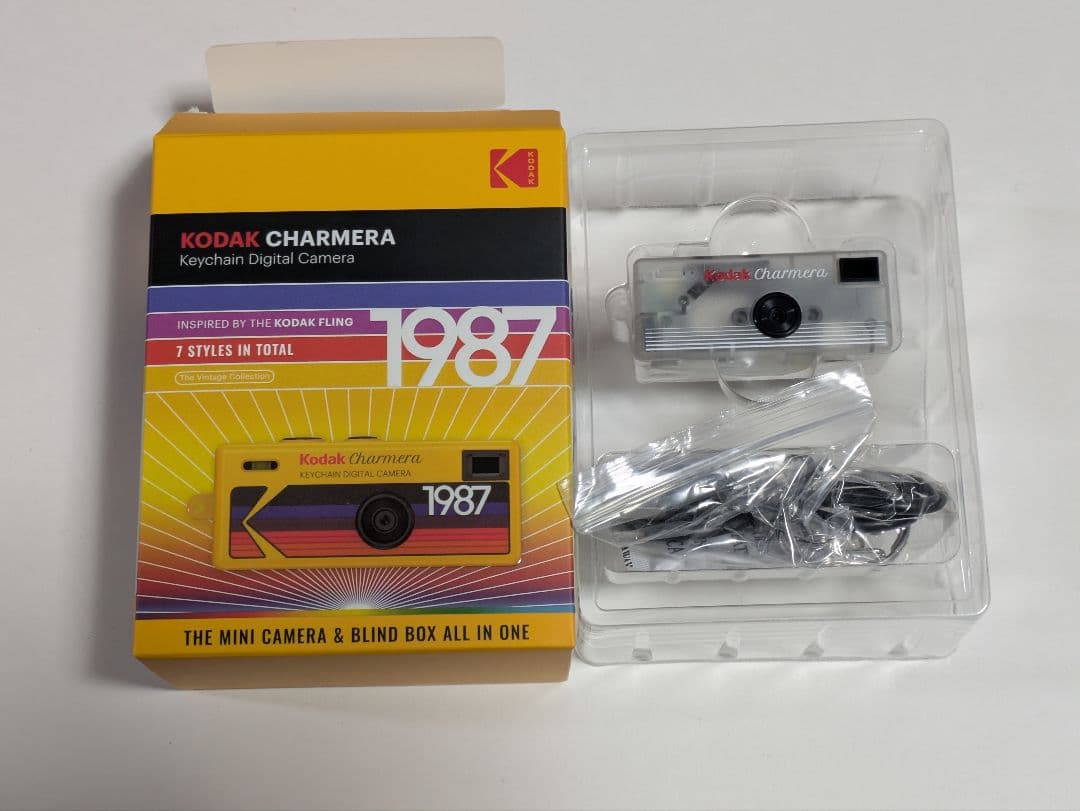 KODAK
KODAK CHARMERA
Keychain Digital Camera
INSPIRED BY THE KODAK FLING
1987
7 STYLES IN TOTAL
The Vintage Collection
Kodak Charmera
KEYCHAIN DIGITAL CAMERA
1987
THE MINI CAMERA & BLIND BOX ALL IN ONE
Kodak Charmera